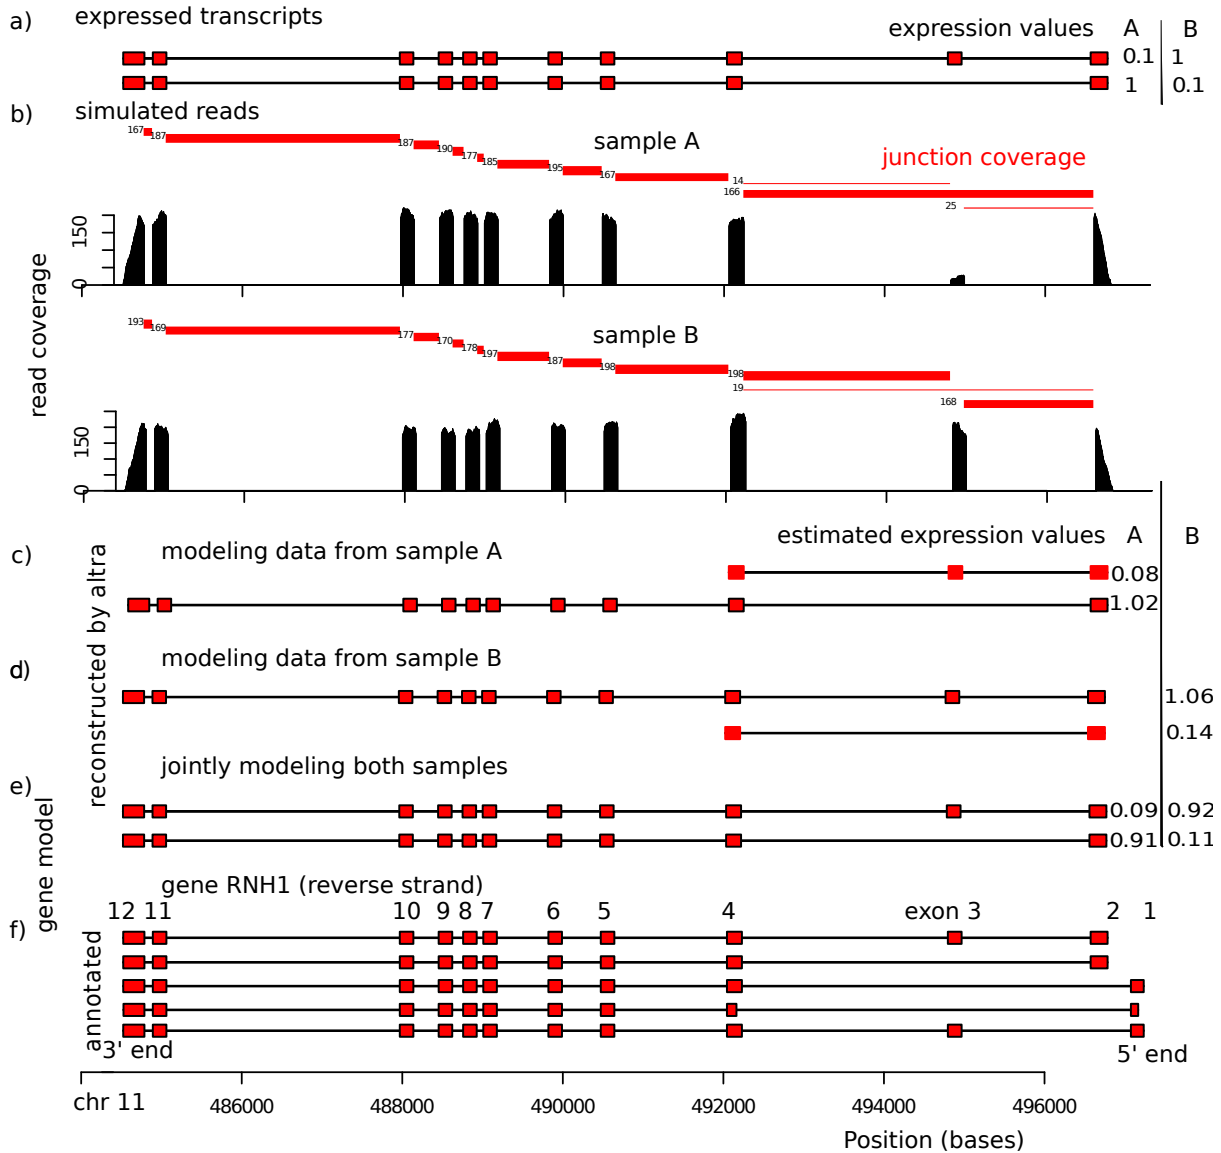 a) expressed transcripts
expression values A B
0.1 1
1 0.1
b) simulated reads
sample A
junction coverage
167 187 187 190 177 185 195 167 14
166
25
150
0
read coverage
sample B
193 169 177 170 178 197 187 198 198
19
168
150
0
estimated expression values A B
c) modeling data from sample A
0.08
1.02
reconstructed by altra
d) modeling data from sample B
1.06
0.14
jointly modeling both samples
e)
0.09 0.92
0.91 0.11
gene model
gene RNH1 (reverse strand)
12 11 10 9 8 7 6 5 4 exon 3 2 1
f)
annotated
3' end 5' end
chr 11 486000 488000 490000 492000 494000 496000
Position (bases)